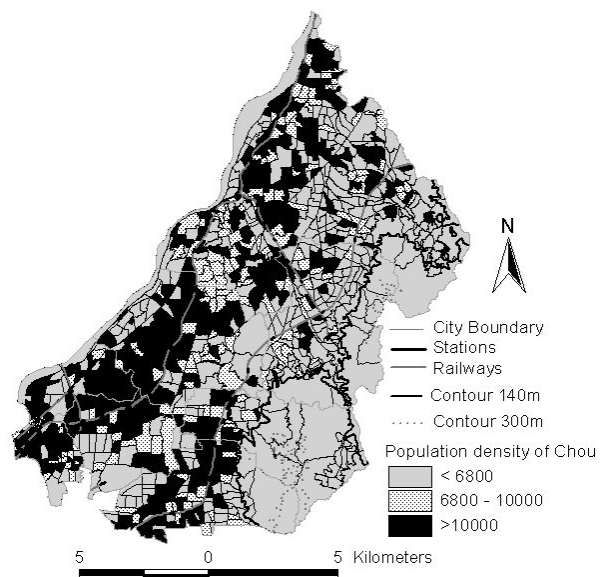 N
City Boundary
Stations
Railways
Contour 140m
Contour 300m
Population density of Chou
< 6800
6800 - 10000
>10000
5 0 5 Kilometers